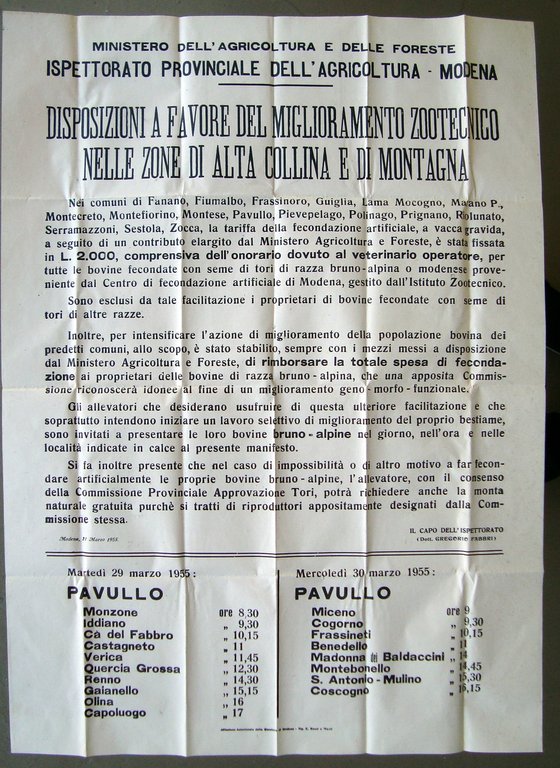 MINISTERO DELL'AGRICOLTURA E DELLE FORESTE
ISPETTORATO PROVINCIALE DELL'AGRICOLTURA - MODENA
DISPOSIZIONI A FAVORE DEL MIGLIORAMENTO ZOOTECNICO
NELLE ZONE DI ALTA COLLINA E DI MONTAGNA
Nei comuni di Fanano, Fiumalbo, Frassinoro, Guiglia, Lama Mocogno, Marano P.,
Montecreto, Montefiorino, Montese, Pavullo, Pievepelago, Polinago, Prignano, Riolunato,
Serramazzoni, Sestola, Zocca, la tariffa della fecondazione artificiale, a vacca gravida,
a seguito di un contributo elargito dal Ministero Agricoltura e Foreste, è stata fissata
in L. 2.000, comprensiva dell'onorario dovuto al veterinario operatore, per
tutte le bovine fecondate con seme di tori di razza bruno-alpina o modenese prove-
niente dal Centro di fecondazione artificiale di Modena, gestito dall'Istituto Zootecnico.
Sono esclusi da tale facilitazione i proprietari di bovine fecondate con seme di
tori di altre razze.
Inoltre, per intensificare l'azione di miglioramento della popolazione bovina dei
predetti comuni, allo scopo, è stato stabilito, sempre con i mezzi messi a disposizione
dal Ministero Agricoltura e Foreste, di rimborsare la totale spesa di feconda-
zione ai proprietari delle bovine di razza bruno-alpina, che una apposita Commis-
sione riconoscerà idonee al fine di un miglioramento geno-morfo-funzionale.
Gli allevatori che desiderano usufruire di questa ulteriore facilitazione e che
soprattutto intendono iniziare un lavoro selettivo di miglioramento del proprio bestiame,
sono invitati a presentare le loro bovine bruno-alpine nel giorno, nell'ora e nelle
località indicate in calce al presente manifesto.
Si fa inoltre presente che nel caso di impossibilità o di altro motivo a far fecon-
dare artificialmente le proprie bovine bruno-alpine, l'allevatore, con il consenso
della Commissione Provinciale Approvazione Tori, potrà richiedere anche la monta
naturale gratuita purchè si tratti di riproduttori appositamente designati dalla Com-
missione stessa.
Modena, 21 Marzo 1955.
IL CAPO DELL'ISPETTORATO
(Dott. GREGORIO FABBRI)
Martedì 29 marzo 1955:
PAVULLO
Monzone ore 8,30
Iddiano „ 9,30
Cà del Fabbro „ 10,15
Castagneto „ 11
Verica „ 11,45
Quercia Grossa „ 12,30
Renno „ 14,30
Gaianello „ 15,15
Olina „ 16
Capoluogo „ 17
Mercoledì 30 marzo 1955:
PAVULLO
Miceno ore 9
Cogorno „ 9,30
Frassineti „ 10,15
Benedello „ 11
Madonna dei Baldaccini „ 14
Montebonello „ 14,45
S. Antonio - Mulino „ 15,30
Coscogno „ 16,15